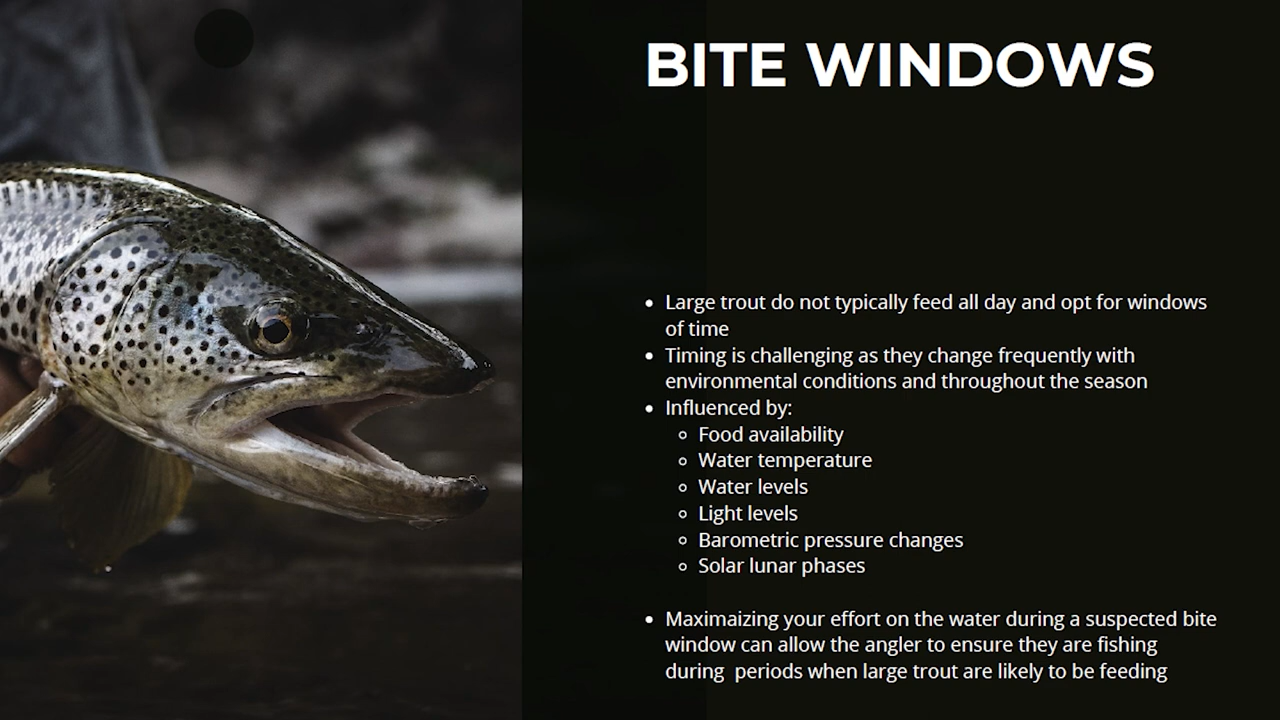 BITE WINDOWS
• Large trout do not typically feed all day and opt for windows
of time
• Timing is challenging as they change frequently with
environmental conditions and throughout the season
• Influenced by:
◦ Food availability
◦ Water temperature
◦ Water levels
◦ Light levels
◦ Barometric pressure changes
◦ Solar lunar phases
• Maximaizing your effort on the water during a suspected bite
window can allow the angler to ensure they are fishing
during  periods when large trout are likely to be feeding